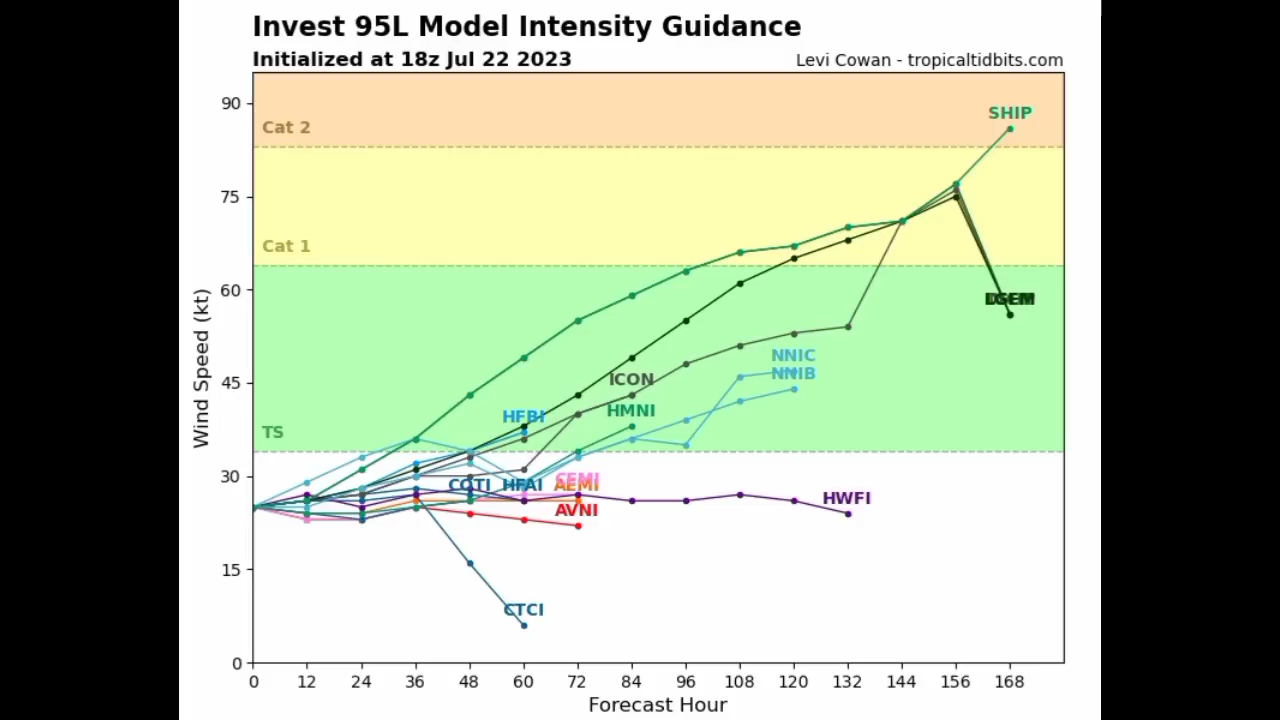 Invest 95L Model Intensity Guidance
Initialized at 18z Jul 22 2023
Levi Cowan - tropicaltidbits.com
90
Cat 2
SHIP
75
Cat 1
60
LGEM
NNIC
NNIB
45
ICON
HMNI
HFBI
TS
30
COTI
HFAI
CEMI
AEMI
AVNI
HWFI
15
CTCI
0
Wind Speed (kt)
0 12 24 36 48 60 72 84 96 108 120 132 144 156 168
Forecast Hour